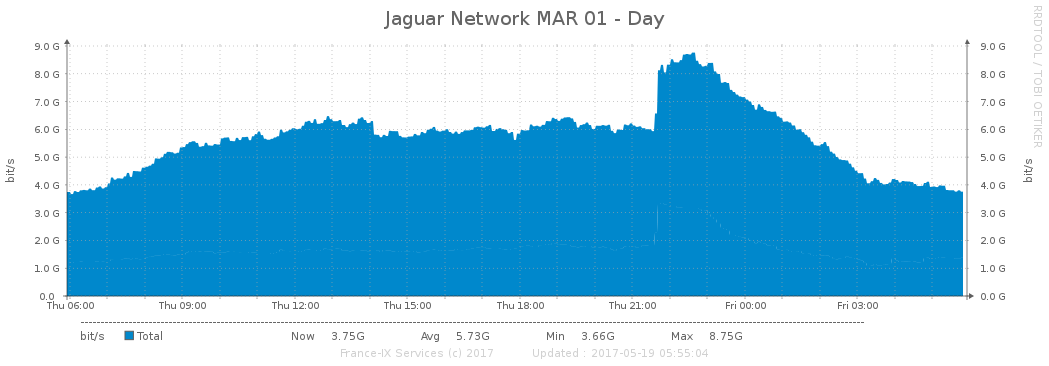 Jaguar Network MAR 01 - Day
RRDTOOL / TOBI OETIKER
bit/s
bit/s
9.0 G 9.0 G
8.0 G 8.0 G
7.0 G 7.0 G
6.0 G 6.0 G
5.0 G 5.0 G
4.0 G 4.0 G
3.0 G 3.0 G
2.0 G 2.0 G
1.0 G 1.0 G
0.0 0.0 G
Thu 06:00 Thu 09:00 Thu 12:00 Thu 15:00 Thu 18:00 Thu 21:00 Fri 00:00 Fri 03:00
bit/s Total Now 3.75G Avg 5.73G Min 3.66G Max 8.75G
France-IX Services (c) 2017 Updated : 2017-05-19 05:55:04